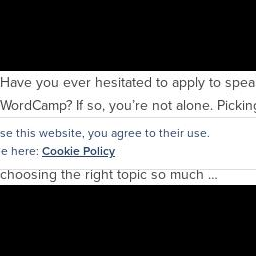 Have you ever hesitated to apply to spea
WordCamp? If so, you're not alone. Picking
se this website, you agree to their use.
e here: Cookie Policy
choosing the right topic so much ...